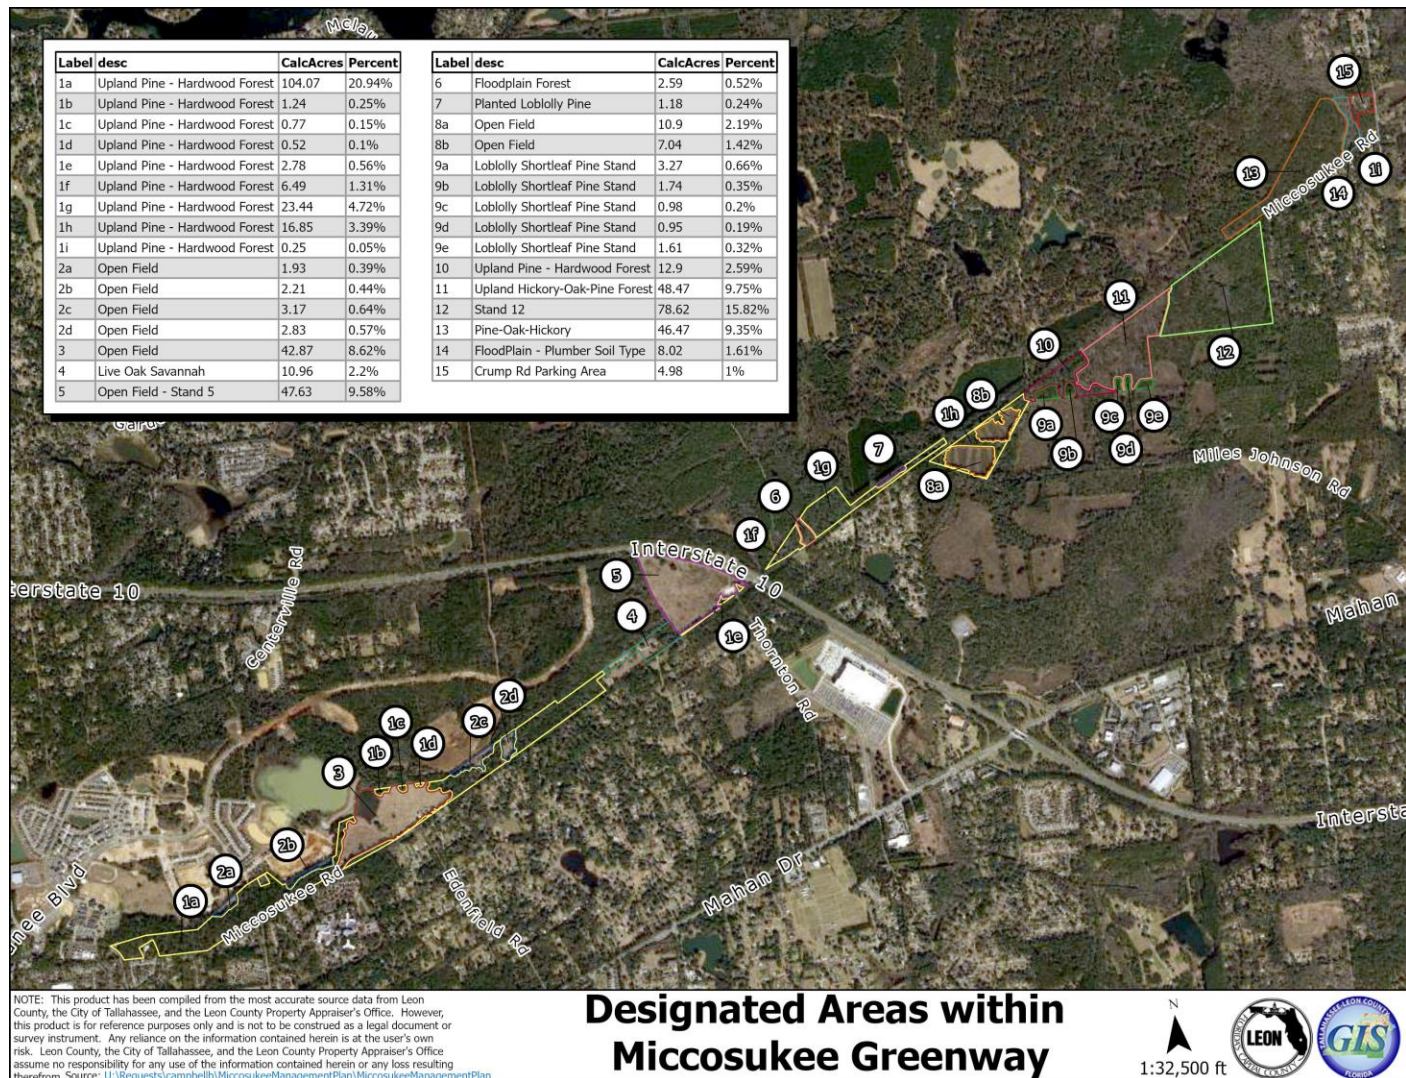 Mclau
Label desc CalcAcres Percent
1a Upland Pine - Hardwood Forest 104.07 20.94%
1b Upland Pine - Hardwood Forest 1.24 0.25%
1c Upland Pine - Hardwood Forest 0.77 0.15%
1d Upland Pine - Hardwood Forest 0.52 0.1%
1e Upland Pine - Hardwood Forest 2.78 0.56%
1f Upland Pine - Hardwood Forest 6.49 1.31%
1g Upland Pine - Hardwood Forest 23.44 4.72%
1h Upland Pine - Hardwood Forest 16.85 3.39%
1i Upland Pine - Hardwood Forest 0.25 0.05%
2a Open Field 1.93 0.39%
2b Open Field 2.21 0.44%
2c Open Field 3.17 0.64%
2d Open Field 2.83 0.57%
3 Open Field 42.87 8.62%
4 Live Oak Savannah 10.96 2.2%
5 Open Field - Stand 5 47.63 9.58%
Label desc CalcAcres Percent
6 Floodplain Forest 2.59 0.52%
7 Planted Loblolly Pine 1.18 0.24%
8a Open Field 10.9 2.19%
8b Open Field 7.04 1.42%
9a Loblolly Shortleaf Pine Stand 3.27 0.66%
9b Loblolly Shortleaf Pine Stand 1.74 0.35%
9c Loblolly Shortleaf Pine Stand 0.98 0.2%
9d Loblolly Shortleaf Pine Stand 0.95 0.19%
9e Loblolly Shortleaf Pine Stand 1.61 0.32%
10 Upland Pine - Hardwood Forest 12.9 2.59%
11 Upland Hickory-Oak-Pine Forest 48.47 9.75%
12 Stand 12 78.62 15.82%
13 Pine-Oak-Hickory 46.47 9.35%
14 FloodPlain - Plumber Soil Type 8.02 1.61%
15 Crump Rd Parking Area 4.98 1%
15
13
1i
14
Miccosukee Rd
11
10
12
8b
1h
9a
9c
9e
9b
9d
Miles Johnson Rd
7
1g
8a
6
1f
Interstate 10
5
terstate 10
Mahan
4
1e
Centerville Rd
Thornton Rd
2d
2c
1c
1d
1b
3
Intersta
2b
2a
1a
Miccosukee Rd
Edenfield Rd
Mahan Dr
nee Blvd
NOTE: This product has been compiled from the most accurate source data from Leon
County, the City of Tallahassee, and the Leon County Property Appraiser's Office. However,
this product is for reference purposes only and is not to be construed as a legal document or
survey instrument. Any reliance on the information contained herein is at the user's own
risk. Leon County, the City of Tallahassee, and the Leon County Property Appraiser's Office
assume no responsibility for any use of the information contained herein or any loss resulting
therefrom. Source: U:\Requests\campbellh\MiccosukeeManagementPlan\MiccosukeeManagementPlan
Designated Areas within
Miccosukee Greenway
N
1:32,500 ft
LEON
FLORIDA'S CAPITAL COUNTY
TALLAHASSEE-LEON COUNTY
GIS
FLORIDA